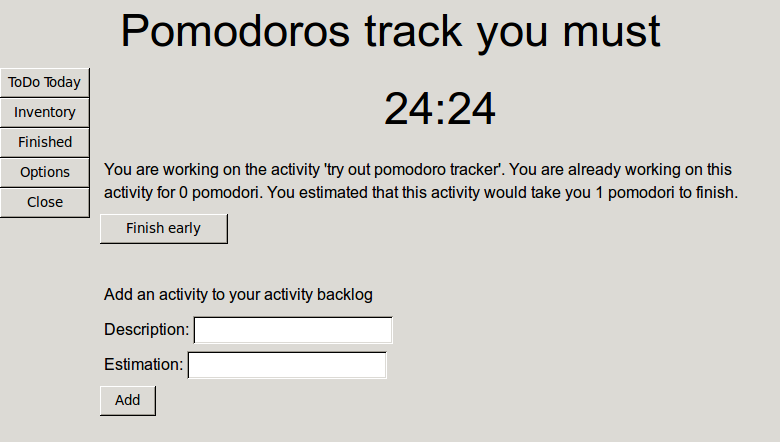 Pomodoros track you must
ToDo Today
Inventory
Finished
Options
Close
24:24
You are working on the activity 'try out pomodoro tracker'. You are already working on this
activity for 0 pomodori. You estimated that this activity would take you 1 pomodori to finish.
Finish early
Add an activity to your activity backlog
Description:
Estimation:
Add